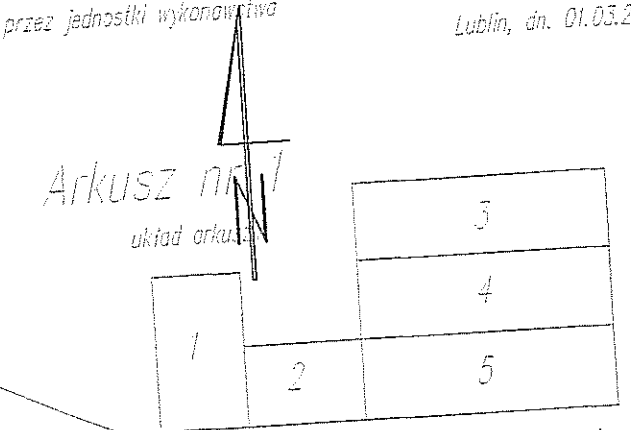 przez jednostki wykonawstwa
Lublin, dn. 01.03.2
Arkusz nr 1
N
układ arkuszy
3
4
1
2
5